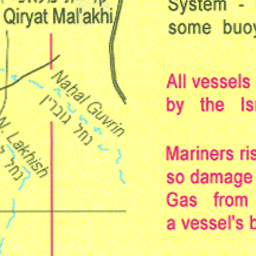 Qiryat Mal'akhi
Nahal Guvrin
נחל גוברין
N. Lakhish
נחל לכיש
System -
some buoy
All vessels
by the Isr
Mariners ris
so damage
Gas from
a vessel's b